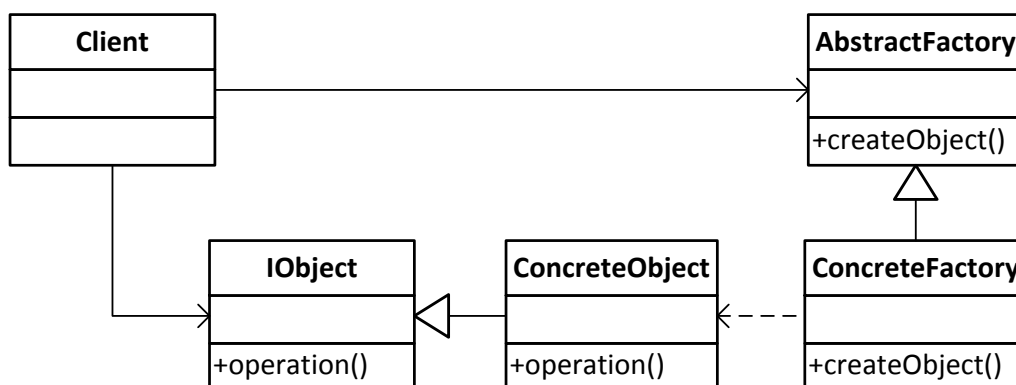 Client
AbstractFactory
+createObject()
IObject
ConcreteObject
ConcreteFactory
+operation()
+operation()
+createObject()